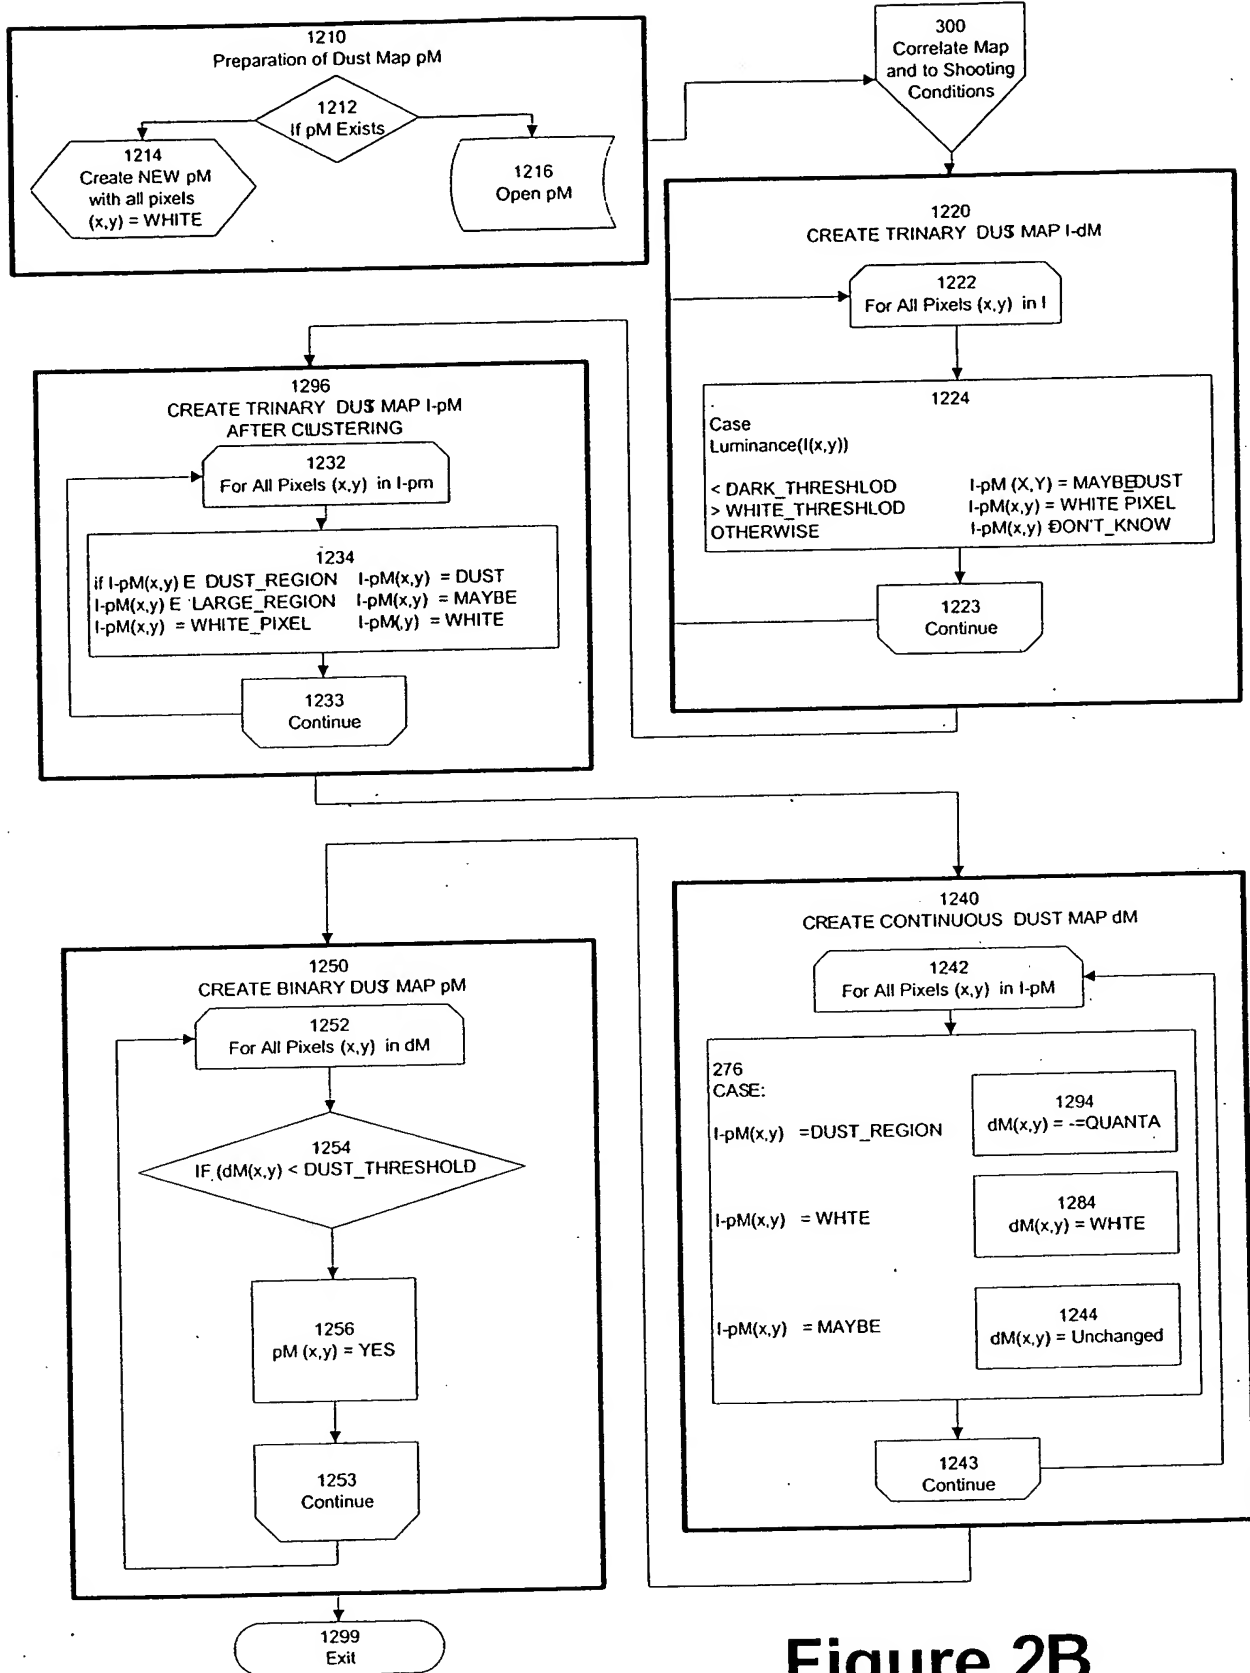 1210
Preparation of Dust Map pM
1212
If pM Exists
1214
Create NEW pM
with all pixels
(x,y) = WHITE
1216
Open pM
300
Correlate Map
and to Shooting
Conditions
1220
CREATE TRINARY DUST MAP I-dM
1222
For All Pixels (x,y) in I
1224
Case
Luminance(I(x,y))
< DARK_THRESHLOD I-pM (X,Y) = MAYBE_DUST
> WHITE_THRESHLOD I-pM(x,y) = WHITE PIXEL
OTHERWISE I-pM(x,y) = DON'T_KNOW
1223
Continue
1296
CREATE TRINARY DUST MAP I-pM
AFTER CLUSTERING
1232
For All Pixels (x,y) in I-pm
1234
if I-pM(x,y) E DUST_REGION I-pM(x,y) = DUST
I-pM(x,y) E LARGE_REGION I-pM(x,y) = MAYBE
I-pM(x,y) = WHITE_PIXEL I-pM(,y) = WHITE
1233
Continue
1240
CREATE CONTINUOUS DUST MAP dM
1242
For All Pixels (x,y) in I-pM
276
CASE:
I-pM(x,y) =DUST_REGION
1294
dM(x,y) = -=QUANTA
I-pM(x,y) = WHTE
1284
dM(x,y) = WHTE
I-pM(x,y) = MAYBE
1244
dM(x,y) = Unchanged
1243
Continue
1250
CREATE BINARY DUST MAP pM
1252
For All Pixels (x,y) in dM
1254
IF (dM(x,y) < DUST_THRESHOLD
1256
pM (x,y) = YES
1253
Continue
1299
Exit
Figure 2B